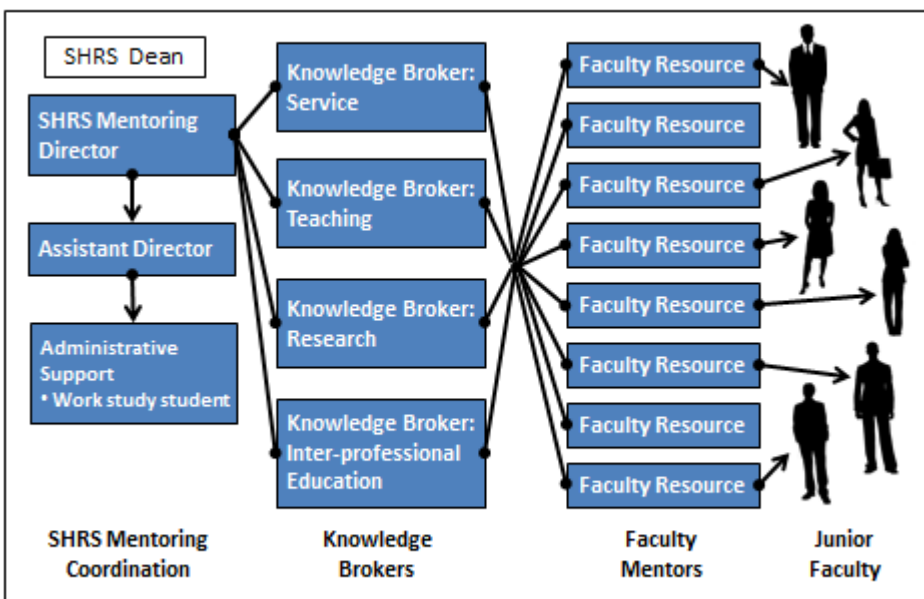 SHRS Dean
SHRS Mentoring
Director
Assistant Director
Administrative
Support
• Work study student
SHRS Mentoring
Coordination
Knowledge Broker:
Service
Knowledge Broker:
Teaching
Knowledge Broker:
Research
Knowledge Broker:
Inter-professional
Education
Knowledge
Brokers
Faculty Resource
Faculty Resource
Faculty Resource
Faculty Resource
Faculty Resource
Faculty Resource
Faculty Resource
Faculty Resource
Faculty
Mentors
Junior
Faculty